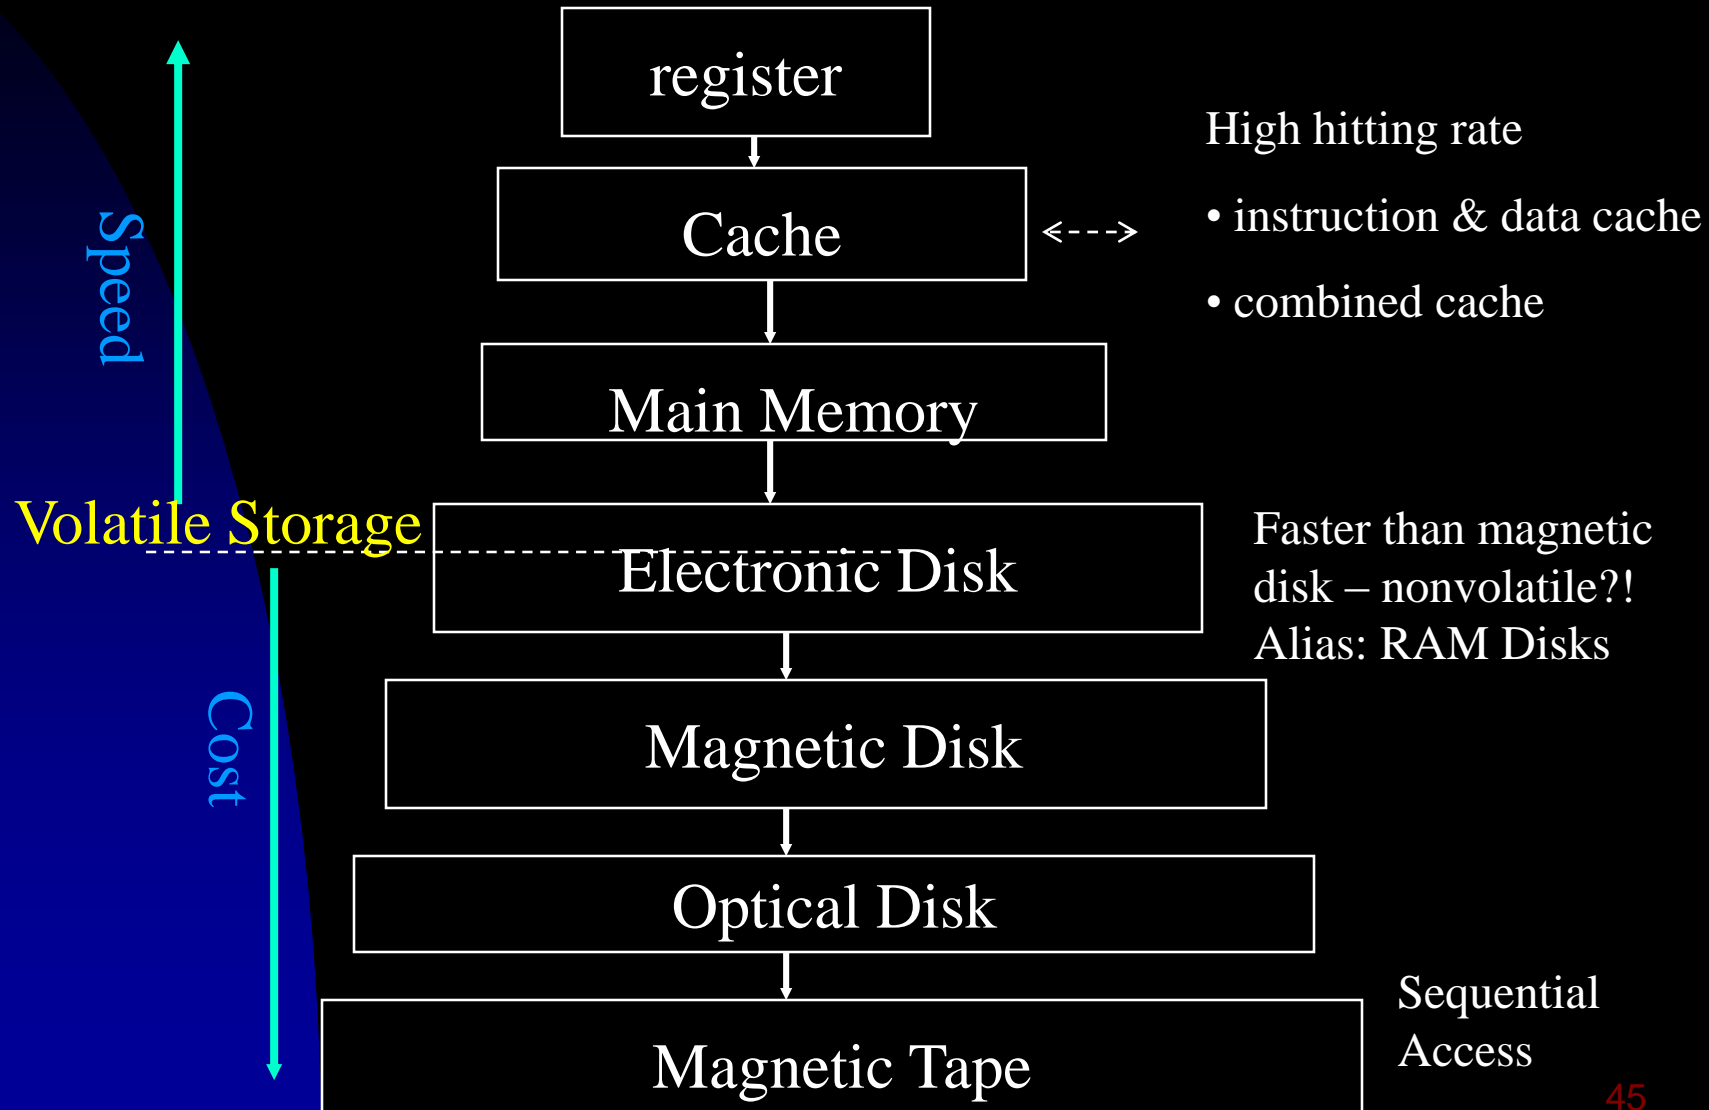 register
High hitting rate
Cache
• instruction & data cache
• combined cache
Speed
Main Memory
Volatile Storage
Electronic Disk
Faster than magnetic
disk – nonvolatile?!
Alias: RAM Disks
Cost
Magnetic Disk
Optical Disk
Magnetic Tape
Sequential
Access
45